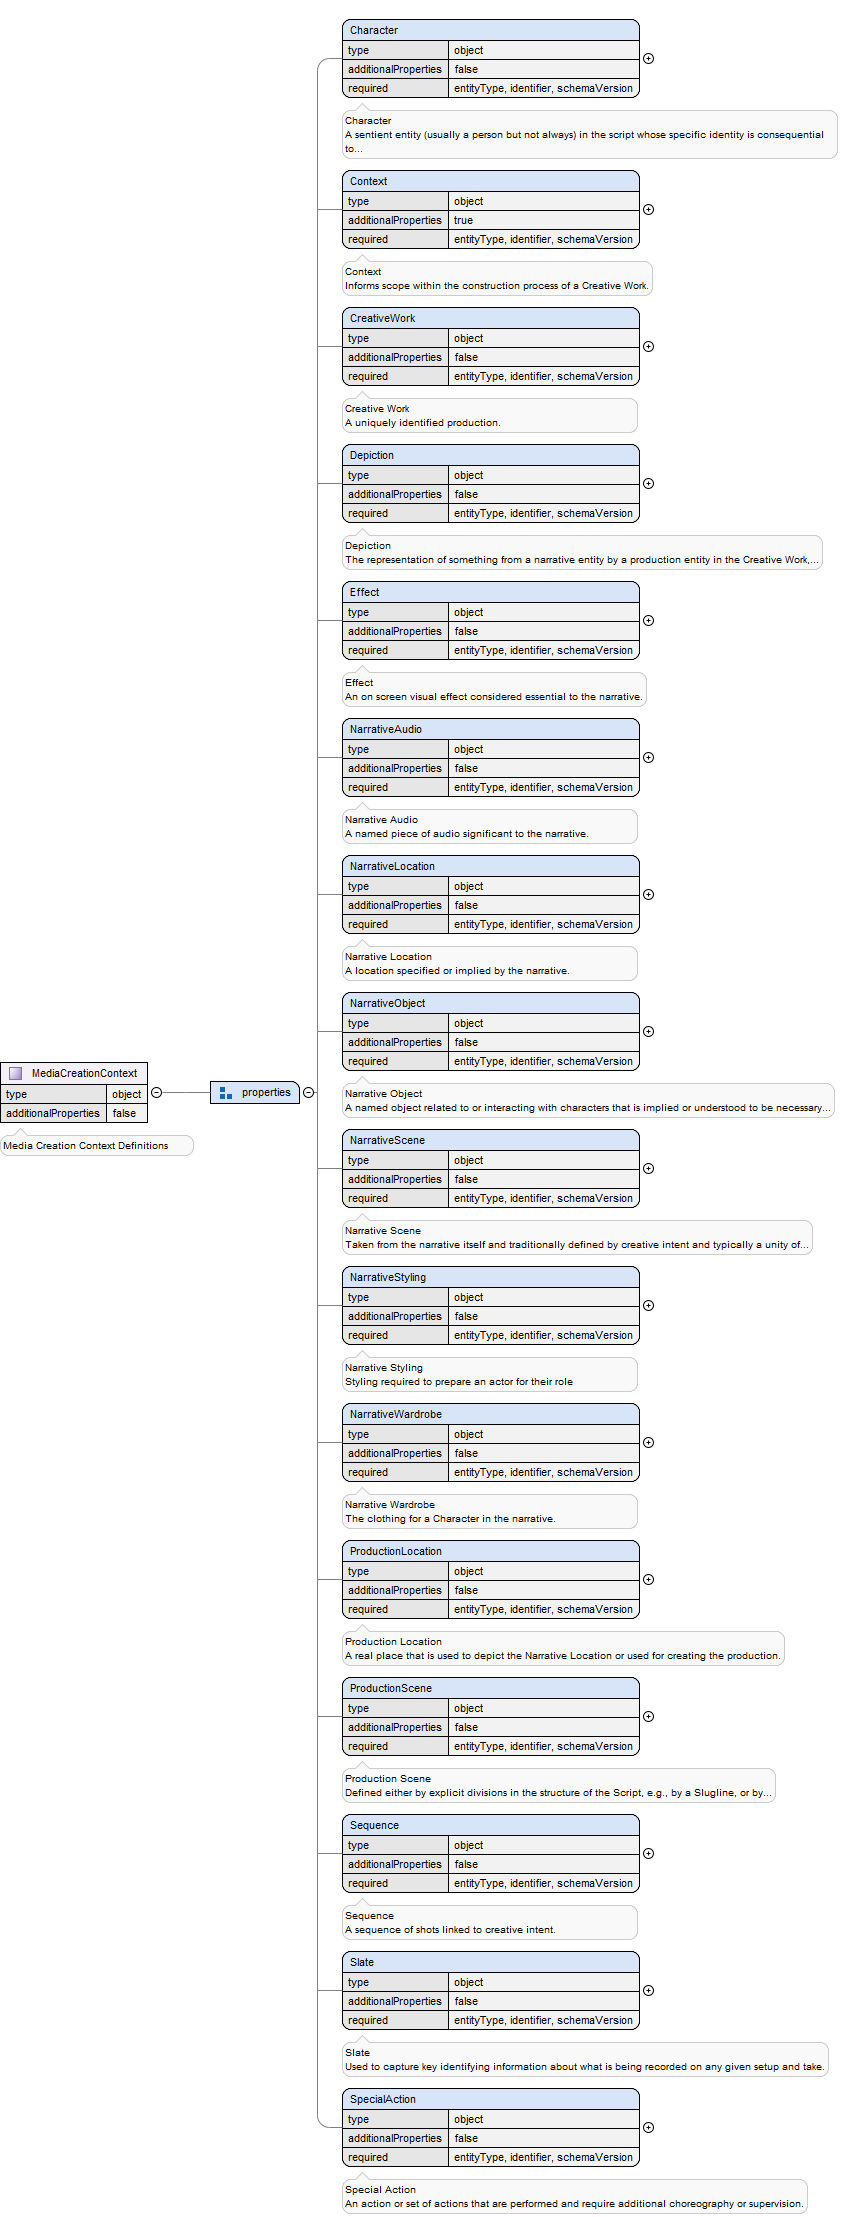 Character
type object
additionalProperties false
required entityType, identifier, schemaVersion
Character
A sentient entity (usually a person but not always) in the script whose specific identity is consequential
to...
Context
type object
additionalProperties true
required entityType, identifier, schemaVersion
Context
Informs scope within the construction process of a Creative Work.
CreativeWork
type object
additionalProperties false
required entityType, identifier, schemaVersion
Creative Work
A uniquely identified production.
Depiction
type object
additionalProperties false
required entityType, identifier, schemaVersion
Depiction
The representation of something from a narrative entity by a production entity in the Creative Work,...
Effect
type object
additionalProperties false
required entityType, identifier, schemaVersion
Effect
An on screen visual effect considered essential to the narrative.
NarrativeAudio
type object
additionalProperties false
required entityType, identifier, schemaVersion
Narrative Audio
A named piece of audio significant to the narrative.
NarrativeLocation
type object
additionalProperties false
required entityType, identifier, schemaVersion
Narrative Location
A location specified or implied by the narrative.
NarrativeObject
type object
additionalProperties false
required entityType, identifier, schemaVersion
MediaCreationContext
type object
additionalProperties false
Media Creation Context Definitions
properties
Narrative Object
A named object related to or interacting with characters that is implied or understood to be necessary...
NarrativeScene
type object
additionalProperties false
required entityType, identifier, schemaVersion
Narrative Scene
Taken from the narrative itself and traditionally defined by creative intent and typically a unity of...
NarrativeStyling
type object
additionalProperties false
required entityType, identifier, schemaVersion
Narrative Styling
Styling required to prepare an actor for their role
NarrativeWardrobe
type object
additionalProperties false
required entityType, identifier, schemaVersion
Narrative Wardrobe
The clothing for a Character in the narrative.
ProductionLocation
type object
additionalProperties false
required entityType, identifier, schemaVersion
Production Location
A real place that is used to depict the Narrative Location or used for creating the production.
ProductionScene
type object
additionalProperties false
required entityType, identifier, schemaVersion
Production Scene
Defined either by explicit divisions in the structure of the Script, e.g., by a Slugline, or by...
Sequence
type object
additionalProperties false
required entityType, identifier, schemaVersion
Sequence
A sequence of shots linked to creative intent.
Slate
type object
additionalProperties false
required entityType, identifier, schemaVersion
Slate
Used to capture key identifying information about what is being recorded on any given setup and take.
SpecialAction
type object
additionalProperties false
required entityType, identifier, schemaVersion
Special Action
An action or set of actions that are performed and require additional choreography or supervision.